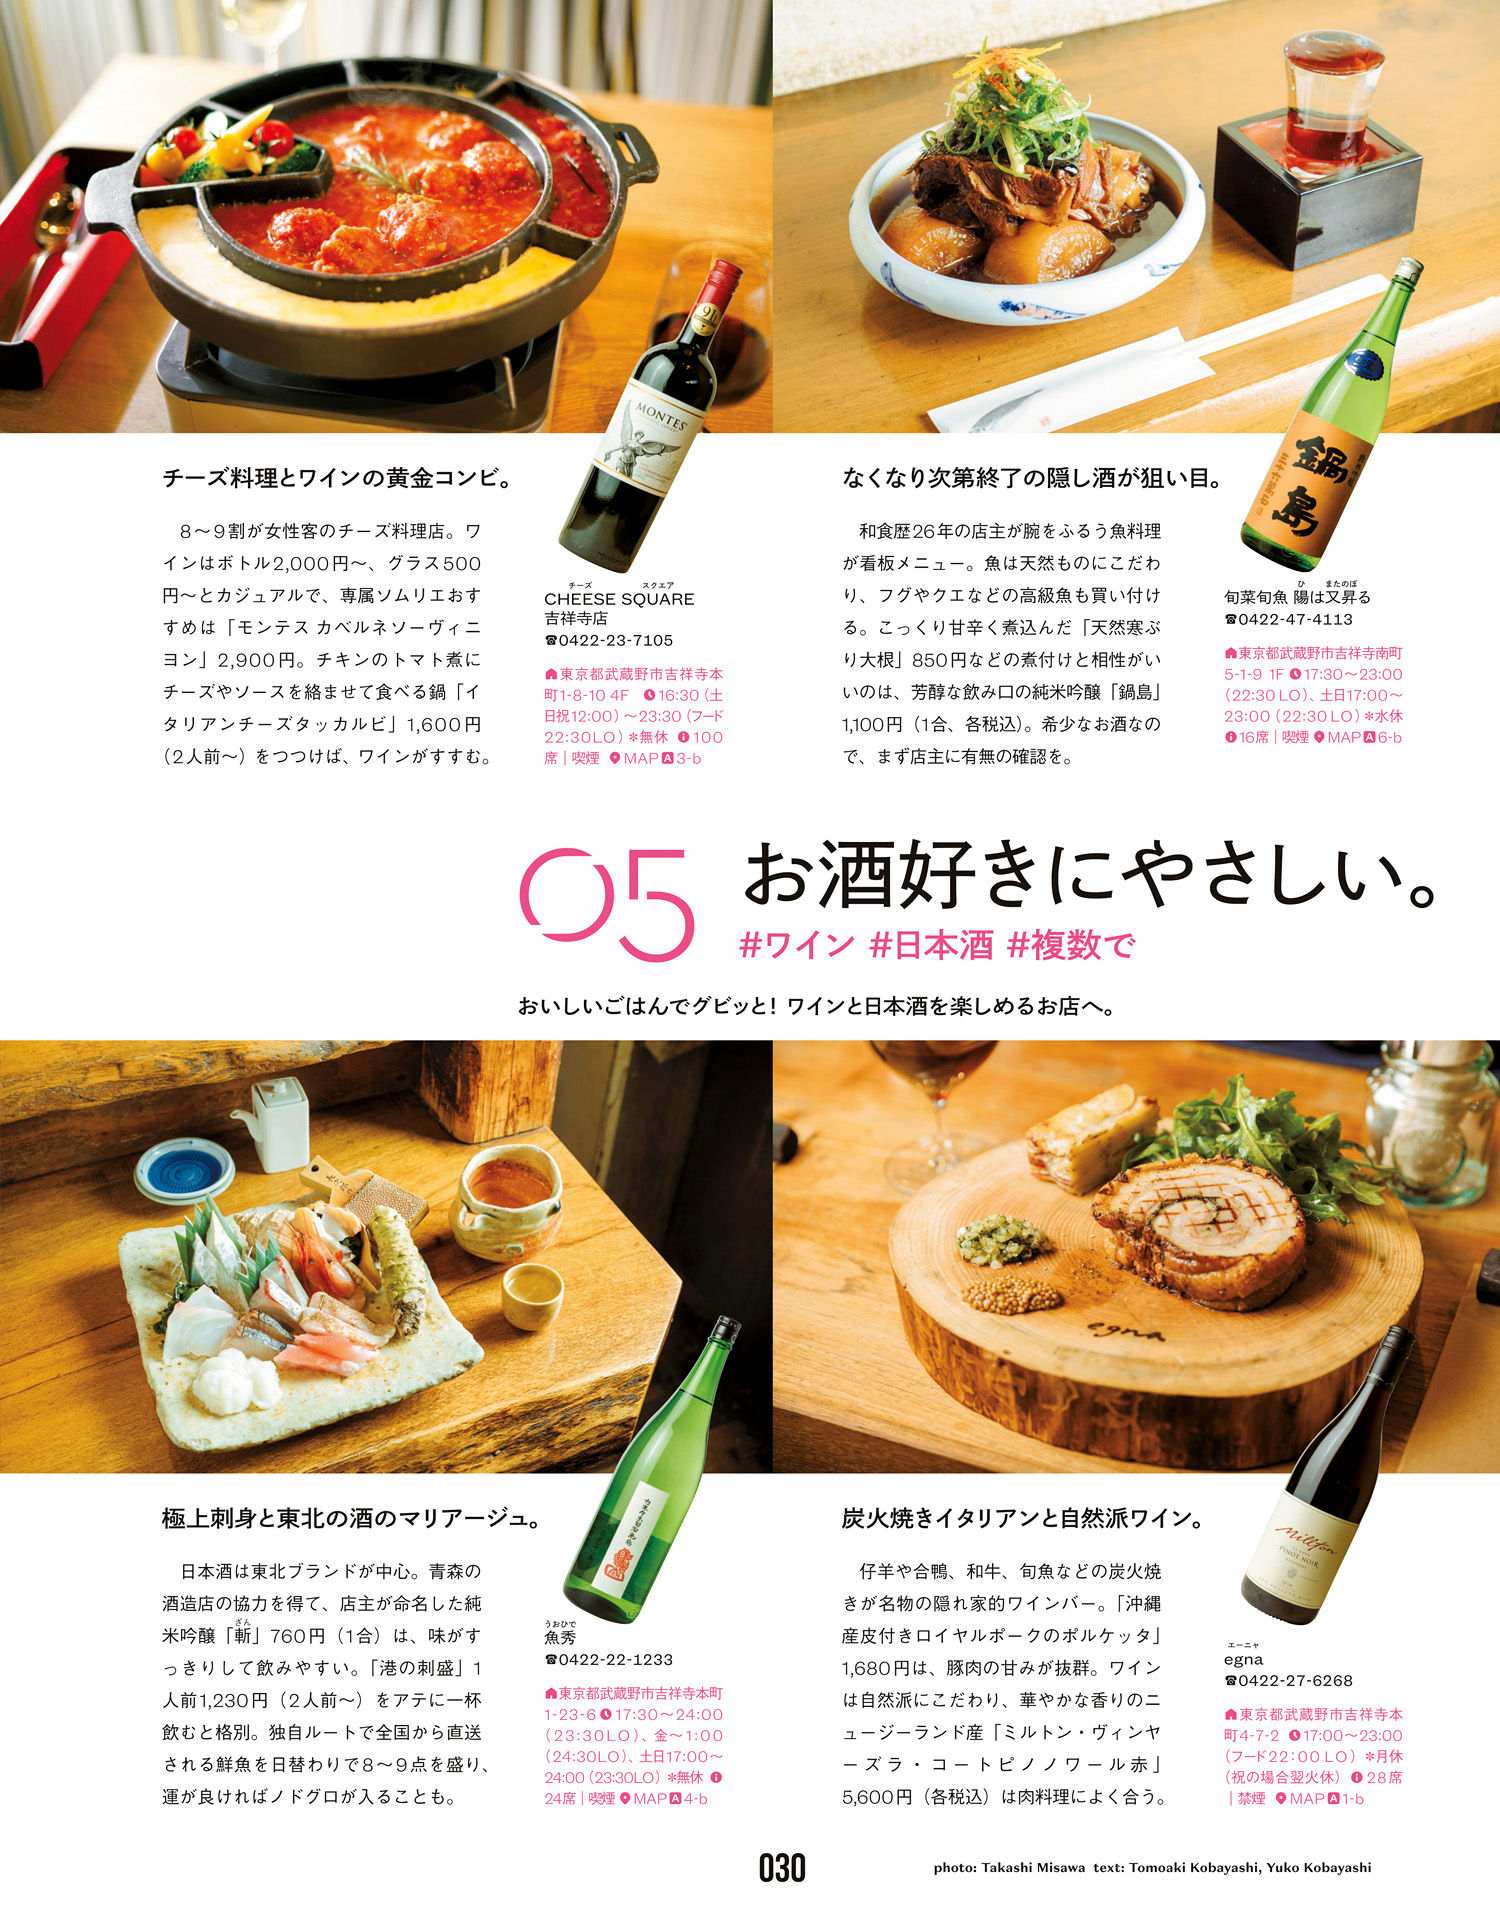 チーズ料理とワインの黄金コンビ。
8〜9割が女性客のチーズ料理店。ワ
インはボトル2,000円〜、グラス500
円〜とカジュアルで、専属ソムリエおす
すめは「モンテス カベルネソーヴィニ
ヨン」2,900円。チキンのトマト煮に
チーズやソースを絡ませて食べる鍋「イ
タリアンチーズタッカルビ」1,600円
（2人前〜）をつつけば、ワインがすすむ。
MONTES
チーズ スクエア
CHEESE SQUARE
吉祥寺店
☎0422-23-7105
東京都武蔵野市吉祥寺本
町1-8-10 4F 16:30（土
日祝12:00）〜23:30（フード
22:30LO）*無休 100
席｜喫煙 MAP A 3-b
なくなり次第終了の隠し酒が狙い目。
和食歴26年の店主が腕をふるう魚料理
が看板メニュー。魚は天然ものにこだわ
り、フグやクエなどの高級魚も買い付け
る。こっくり甘辛く煮込んだ「天然寒ぶ
り大根」850円などの煮付けと相性がい
いのは、芳醇な飲み口の純米吟醸「鍋島」
1,100円（1合、各税込）。希少なお酒なの
で、まず店主に有無の確認を。
鍋島
ひ またのぼ
旬菜旬魚 陽は又昇る
☎0422-47-4113
東京都武蔵野市吉祥寺南町
5-1-9 1F 17:30〜23:00
（22:30LO）、土日17:00〜
23:00（22:30LO）*水休
16席｜喫煙 MAP A 6-b
05 お酒好きにやさしい。
#ワイン #日本酒 #複数で
おいしいごはんでグビッと！ ワインと日本酒を楽しめるお店へ。
極上刺身と東北の酒のマリアージュ。
日本酒は東北ブランドが中心。青森の
酒造店の協力を得て、店主が命名した純
ざん
米吟醸「斬」760円（1合）は、味がす
っきりして飲みやすい。「港の刺盛」1
人前1,230円（2人前〜）をアテに一杯
飲むと格別。独自ルートで全国から直送
される鮮魚を日替わりで8〜9点を盛り、
運が良ければノドグロが入ることも。
うおひで
魚秀
☎0422-22-1233
東京都武蔵野市吉祥寺本町
1-23-6 17:30〜24:00
（23:30LO）、金〜1:00
（24:30LO）、土日17:00〜
24:00（23:30LO）*無休
24席｜喫煙 MAP A 4-b
egna
炭火焼きイタリアンと自然派ワイン。
仔羊や合鴨、和牛、旬魚などの炭火焼
きが名物の隠れ家的ワインバー。「沖縄
産皮付きロイヤルポークのポルケッタ」
1,680円は、豚肉の甘みが抜群。ワイン
は自然派にこだわり、華やかな香りのニ
ュージーランド産「ミルトン・ヴィンヤ
ーズラ・コートピノノワール赤」
5,600円（各税込）は肉料理によく合う。
Millton
PINOT NOIR
エーニャ
egna
☎0422-27-6268
東京都武蔵野市吉祥寺本
町4-7-2 17:00〜23:00
（フード22:00LO）*月休
（祝の場合翌火休）28席
｜禁煙 MAP A 1-b
030
photo: Takashi Misawa text: Tomoaki Kobayashi, Yuko Kobayashi